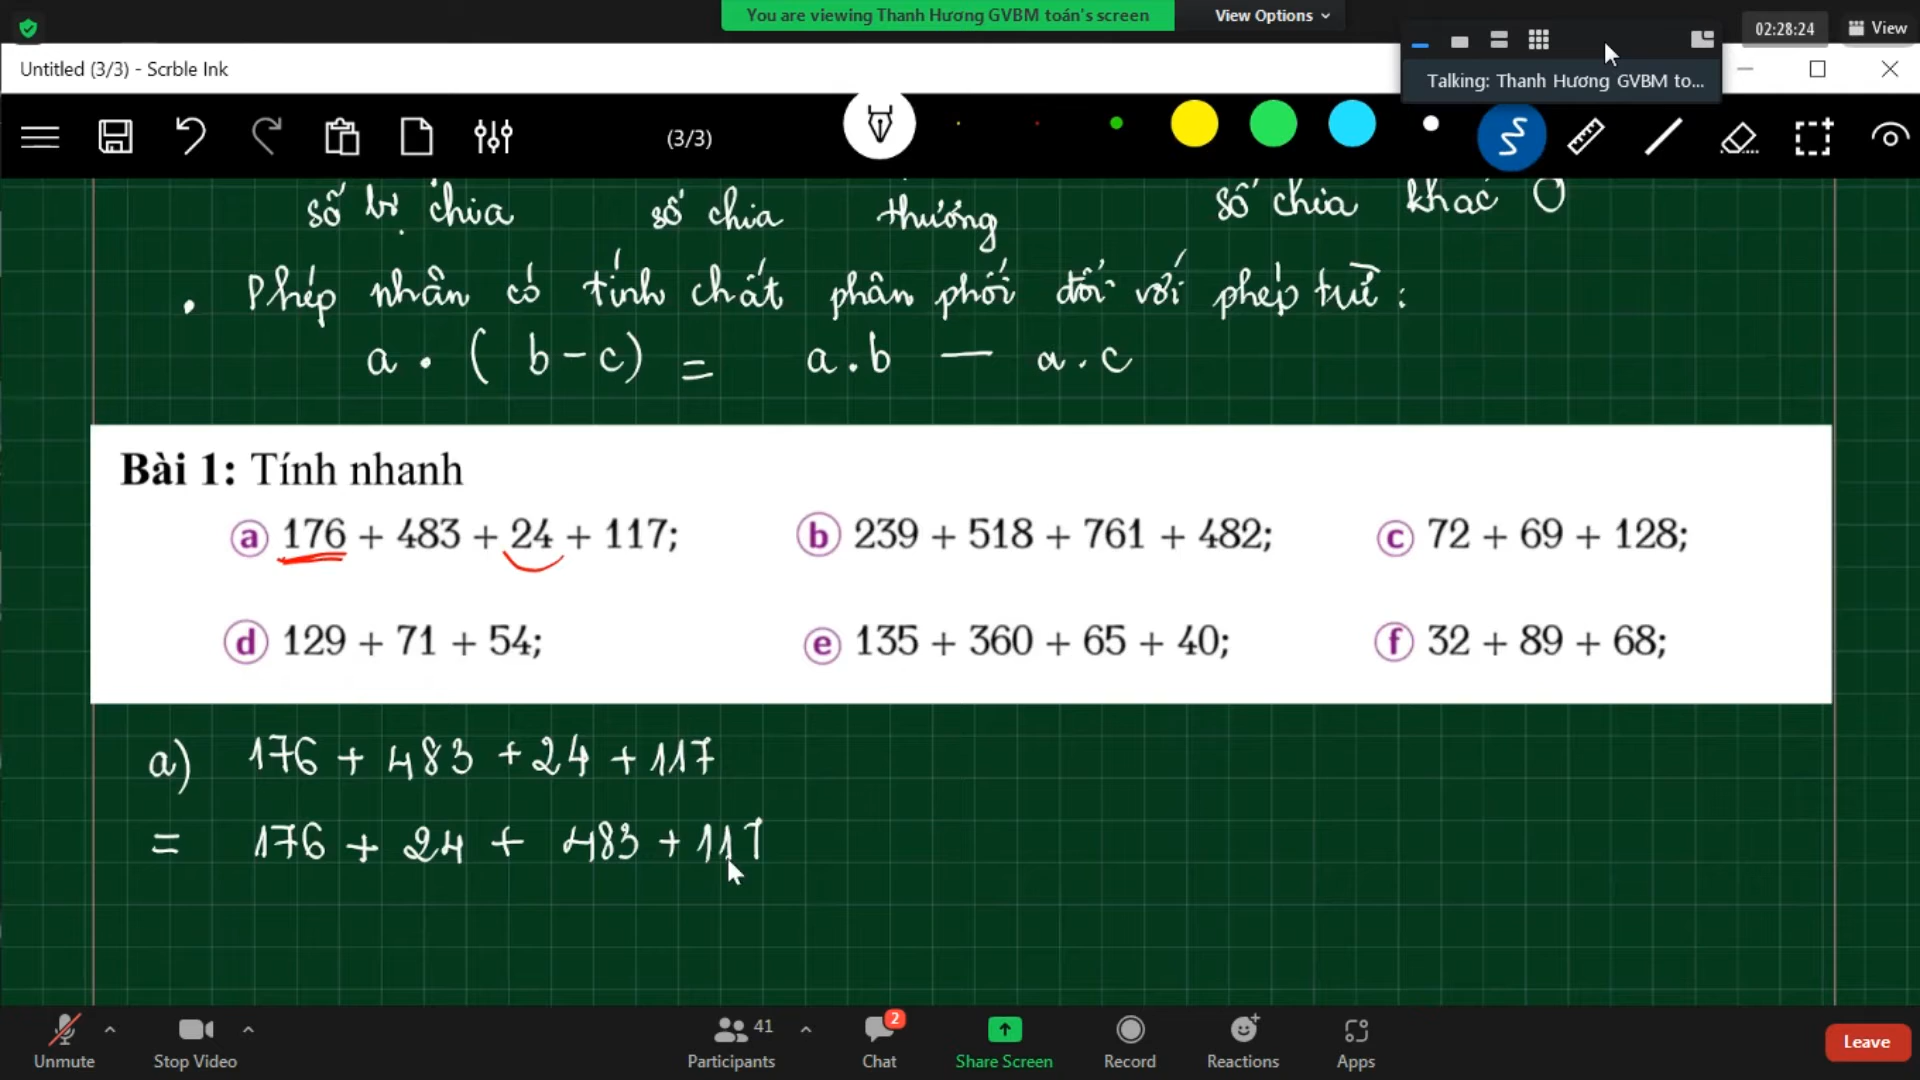 You are viewing Thanh Hương GVBM toán's screen
View Options
02:28:24
View
Untitled (3/3) - Scrble Ink
Talking: Thanh Hương GVBM to...
(3/3)
số bị chia số chia thương số chia khác 0
. Phép nhân có tính chất phân phối đối với phép trừ :
a . ( b - c) = a.b - a.c
Bài 1: Tính nhanh
a 176 + 483 + 24 + 117; b 239 + 518 + 761 + 482; c 72 + 69 + 128;
d 129 + 71 + 54; e 135 + 360 + 65 + 40; f 32 + 89 + 68;
a) 176 + 483 + 24 + 117
= 176 + 24 + 483 + 117
41
2
Unmute Stop Video Participants Chat Share Screen Record Reactions Apps Leave